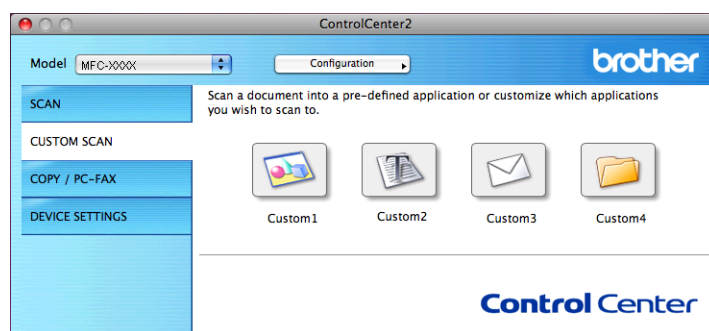 ControlCenter2
Model MFC-XXXX Configuration brother
SCAN
CUSTOM SCAN
COPY / PC-FAX
DEVICE SETTINGS
Scan a document into a pre-defined application or customize which applications
you wish to scan to.
T
Custom1 Custom2 Custom3 Custom4
Control Center